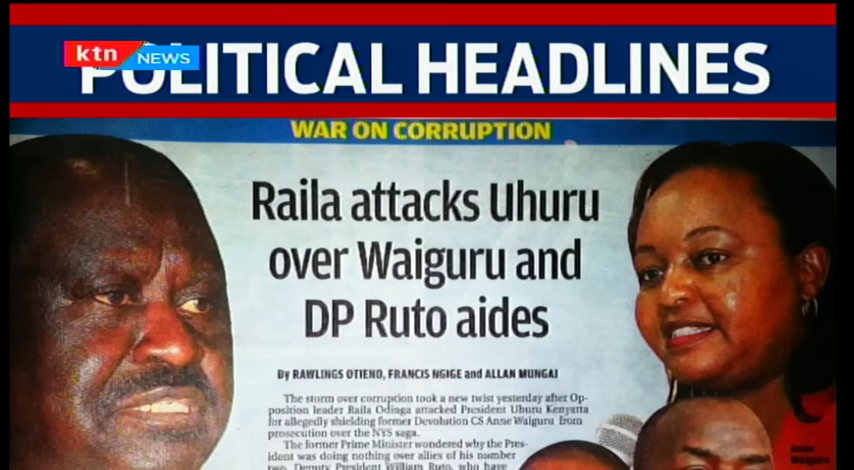 ktn NEWS
POLITICAL HEADLINES
WAR ON CORRUPTION
Raila attacks Uhuru
over Waiguru and
DP Ruto aides
By RAWLINGS OTIENO, FRANCIS NGIGE and ALLAN MUNGAI
The storm over corruption took a new twist yesterday after Op-
position leader Raila Odinga attacked President Uhuru Kenyatta
for allegedly shielding former Devolution CS Anne Waiguru from
prosecution over the NYS saga.
The former Prime Minister wondered why the Pres-
ident was doing nothing over allies of his number
two, Deputy President William Ruto, who have
Anne
Waiguru